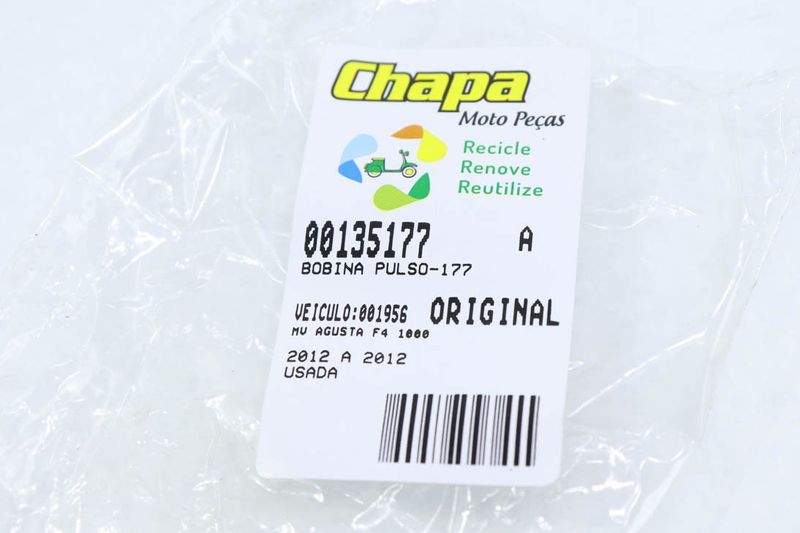 Chapa
Moto Peças
Recicle
Renove
Reutilize
00135177 A
BOBINA PULSO-177
VEICULO:001956 ORIGINAL
MV AGUSTA F4 1000
2012 A 2012
USADA